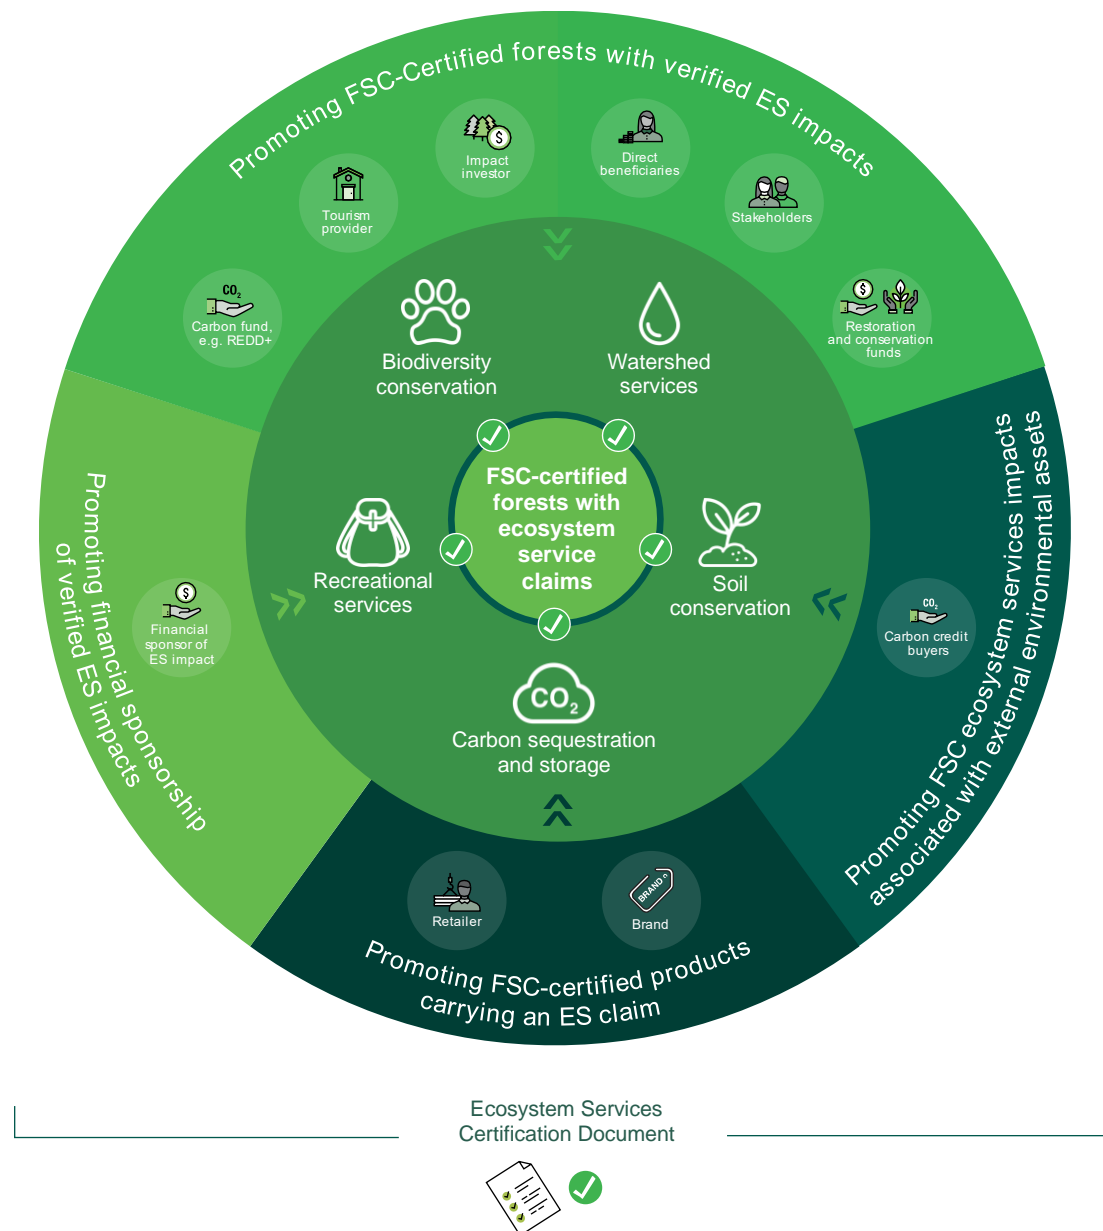 Promoting FSC-Certified forests with verified ES impacts
Impact
investor
Direct
beneficiaries
Tourism
provider
Stakeholders
CO2
Carbon fund,
e.g. REDD+
Restoration
and conservation
funds
Biodiversity
conservation
Watershed
services
FSC-certified
forests with
ecosystem
service
claims
Recreational
services
Soil
conservation
CO2
Carbon sequestration
and storage
Promoting financial sponsorship
of verified ES impacts
Financial
sponsor of
ES impact
CO2
Carbon credit
buyers
Promoting FSC ecosystem services impacts
associated with external environmental assets
Retailer
BRAND
Brand
Promoting FSC-certified products
carrying an ES claim
Ecosystem Services
Certification Document